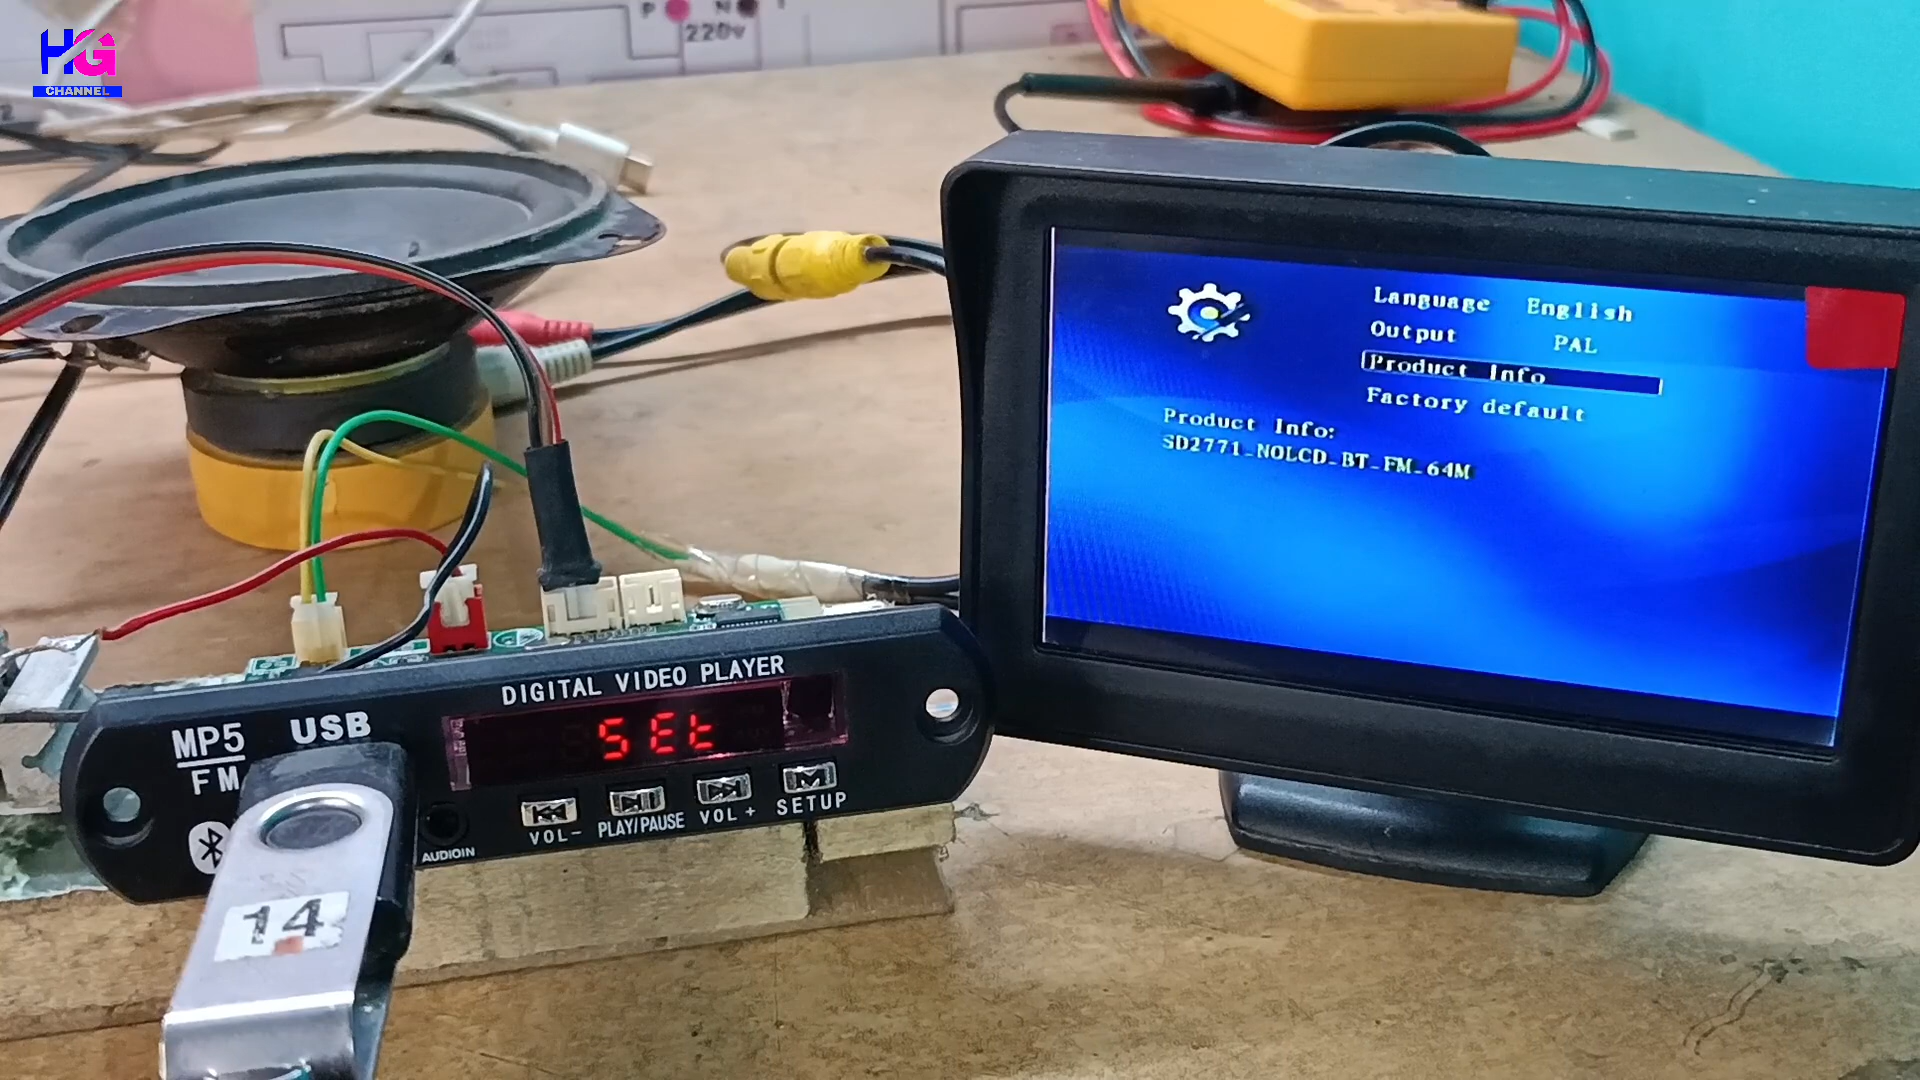 HG
CHANNEL
P N
220v
Language English
Output PAL
Product Info
Factory default
Product Info:
SD2771_NOLCD_BT_FM_64M
DIGITAL VIDEO PLAYER
MP5
FM
USB
SEt
VOL-
PLAY/PAUSE
VOL +
M
SETUP
AUDIOIN
14